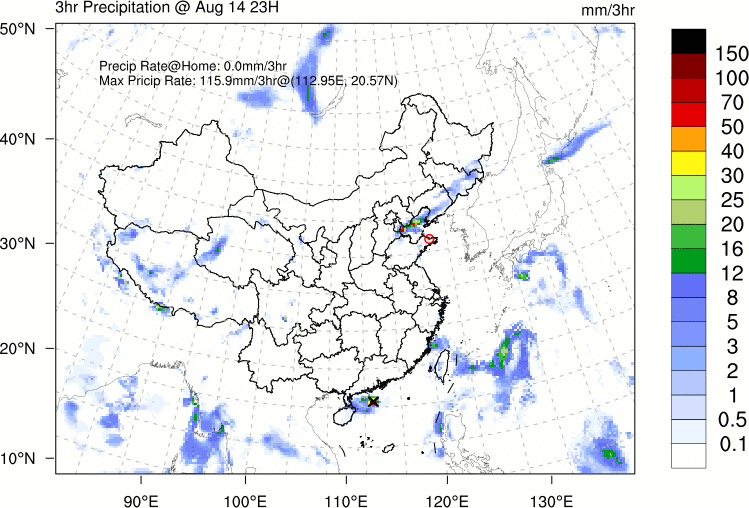 3hr Precipitation @ Aug 14 23H
mm/3hr
Precip Rate@Home: 0.0mm/3hr
Max Pricip Rate: 115.9mm/3hr@(112.95E, 20.57N)
50°N
40°N
30°N
20°N
10°N
90°E
100°E
110°E
120°E
130°E
150
100
70
50
40
30
25
20
16
12
8
5
3
2
1
0.5
0.1